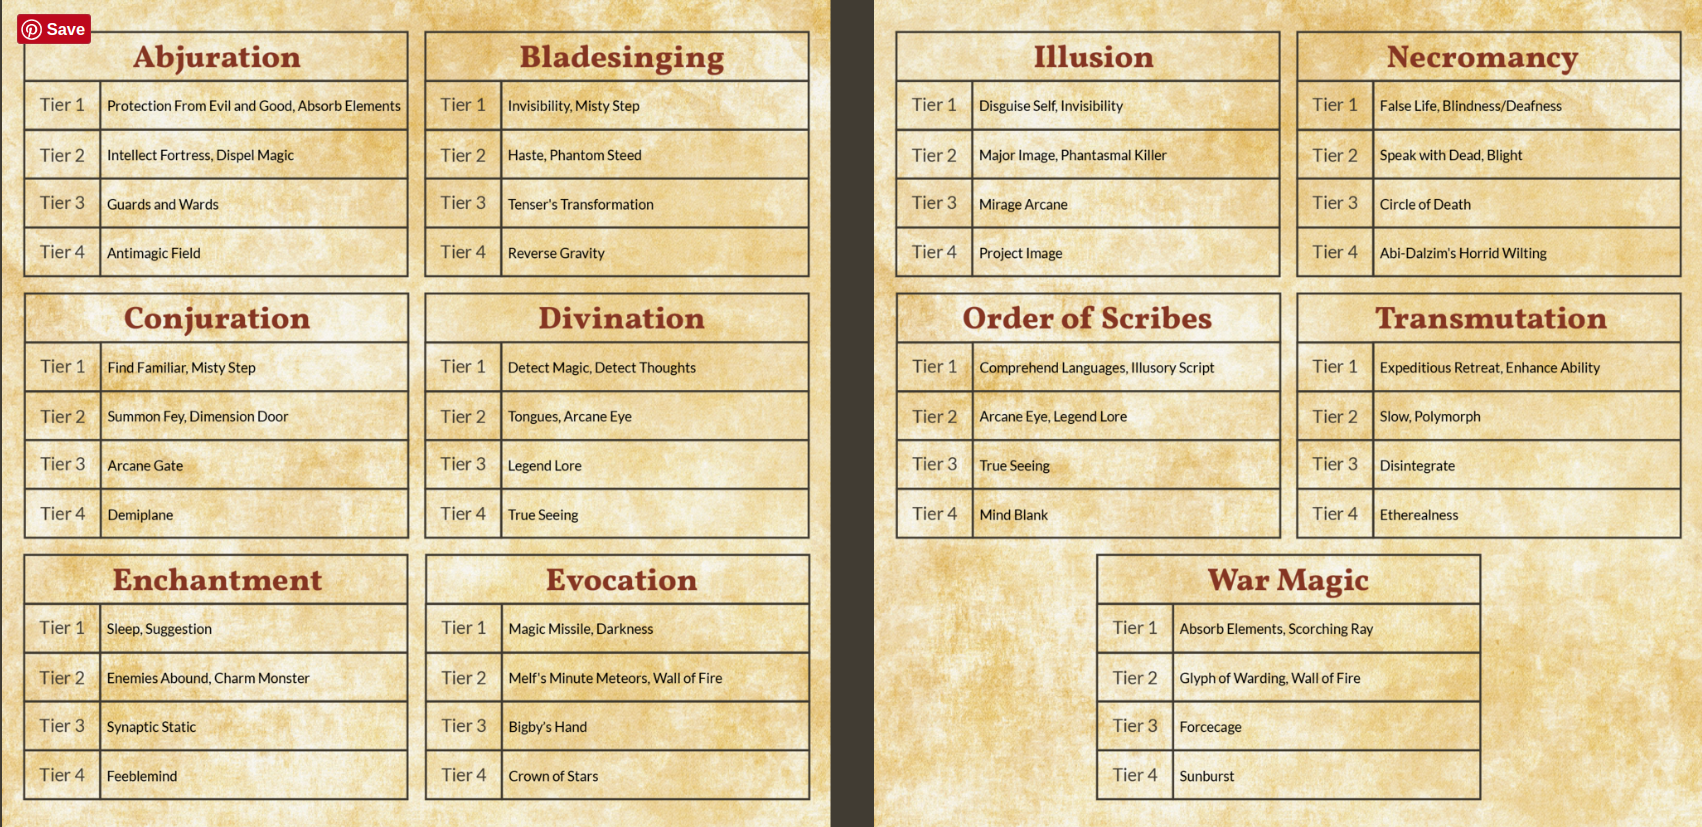 Save
Abjuration
Tier 1 Protection From Evil and Good, Absorb Elements
Tier 2 Intellect Fortress, Dispel Magic
Tier 3 Guards and Wards
Tier 4 Antimagic Field
Bladesinging
Tier 1 Invisibility, Misty Step
Tier 2 Haste, Phantom Steed
Tier 3 Tenser's Transformation
Tier 4 Reverse Gravity
Conjuration
Tier 1 Find Familiar, Misty Step
Tier 2 Summon Fey, Dimension Door
Tier 3 Arcane Gate
Tier 4 Demiplane
Divination
Tier 1 Detect Magic, Detect Thoughts
Tier 2 Tongues, Arcane Eye
Tier 3 Legend Lore
Tier 4 True Seeing
Enchantment
Tier 1 Sleep, Suggestion
Tier 2 Enemies Abound, Charm Monster
Tier 3 Synaptic Static
Tier 4 Feeblemind
Evocation
Tier 1 Magic Missile, Darkness
Tier 2 Melf's Minute Meteors, Wall of Fire
Tier 3 Bigby's Hand
Tier 4 Crown of Stars
Illusion
Tier 1 Disguise Self, Invisibility
Tier 2 Major Image, Phantasmal Killer
Tier 3 Mirage Arcane
Tier 4 Project Image
Necromancy
Tier 1 False Life, Blindness/Deafness
Tier 2 Speak with Dead, Blight
Tier 3 Circle of Death
Tier 4 Abi-Dalzim's Horrid Wilting
Order of Scribes
Tier 1 Comprehend Languages, Illusory Script
Tier 2 Arcane Eye, Legend Lore
Tier 3 True Seeing
Tier 4 Mind Blank
Transmutation
Tier 1 Expeditious Retreat, Enhance Ability
Tier 2 Slow, Polymorph
Tier 3 Disintegrate
Tier 4 Etherealness
War Magic
Tier 1 Absorb Elements, Scorching Ray
Tier 2 Glyph of Warding, Wall of Fire
Tier 3 Forcecage
Tier 4 Sunburst